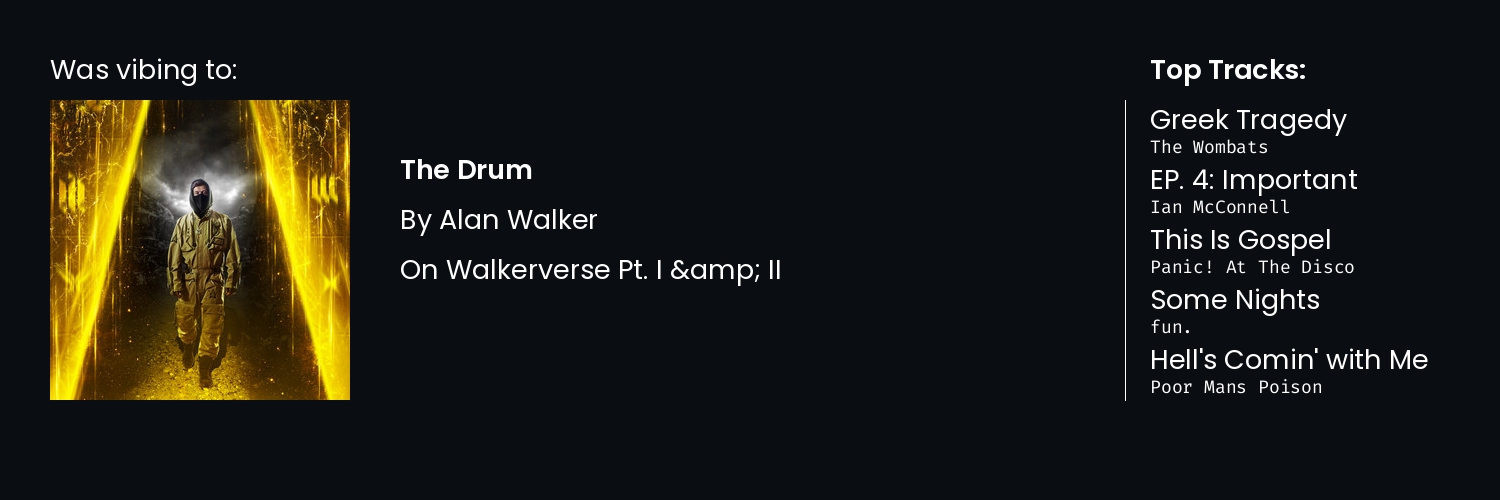 Was vibing to:
The Drum
By Alan Walker
On Walkerverse Pt. I &amp; II
Top Tracks:
Greek Tragedy
The Wombats
EP. 4: Important
Ian McConnell
This Is Gospel
Panic! At The Disco
Some Nights
fun.
Hell's Comin' with Me
Poor Mans Poison